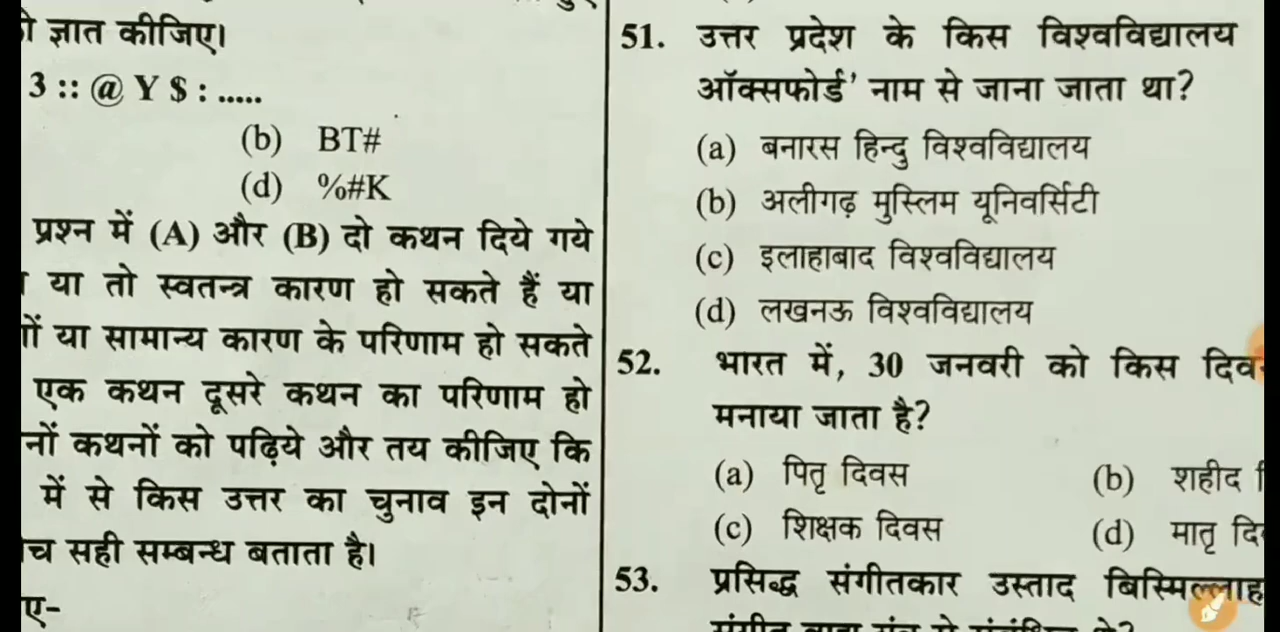 ज्ञात कीजिए।
3 :: @ Y $ : .....
(b) BT#
(d) %#K
प्रश्न में (A) और (B) दो कथन दिये गये
या तो स्वतन्त्र कारण हो सकते हैं या
या सामान्य कारण के परिणाम हो सकते
एक कथन दूसरे कथन का परिणाम हो
कथनों को पढ़िये और तय कीजिए कि
में से किस उत्तर का चुनाव इन दोनों
सही सम्बन्ध बताता है।
51. उत्तर प्रदेश के किस विश्वविद्यालय
ऑक्सफोर्ड' नाम से जाना जाता था?
(a) बनारस हिन्दु विश्वविद्यालय
(b) अलीगढ़ मुस्लिम यूनिवर्सिटी
(c) इलाहाबाद विश्वविद्यालय
(d) लखनऊ विश्वविद्यालय
52. भारत में, 30 जनवरी को किस
मनाया जाता है?
(a) पितृ दिवस (b) शहीद
(c) शिक्षक दिवस (d) मातृ
53. प्रसिद्ध संगीतकार उस्ताद बिस्मिल्लाह